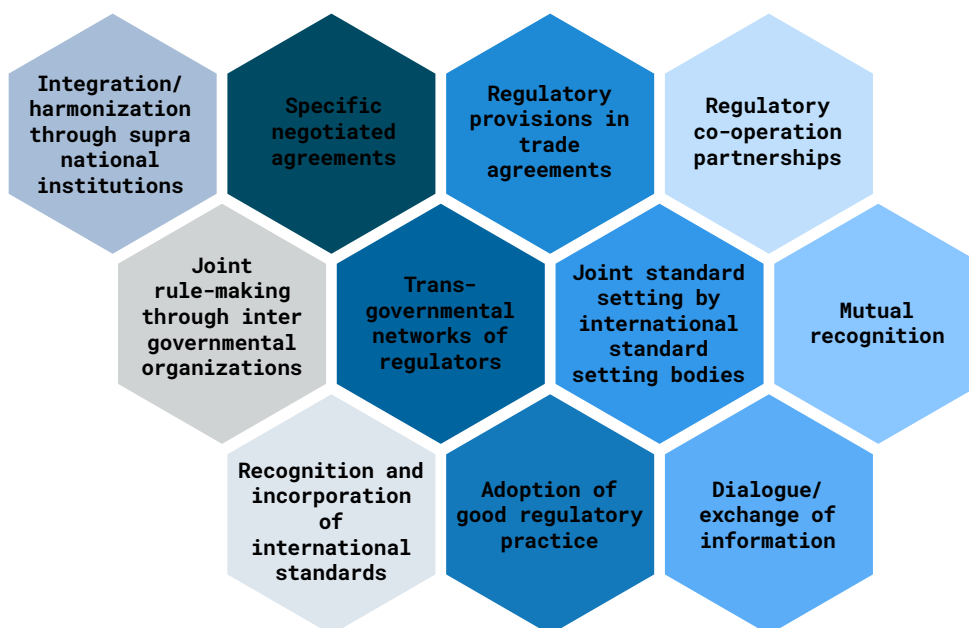 Integration/
harmonization
through supra
national
institutions
Specific
negotiated
agreements
Regulatory
provisions in
trade
agreements
Regulatory
co-operation
partnerships
Joint
rule-making
through inter
governmental
organizations
Trans-
governmental
networks of
regulators
Joint standard
setting by
international
standard
setting bodies
Mutual
recognition
Recognition and
incorporation
of
international
standards
Adoption of
good regulatory
practice
Dialogue/
exchange of
information